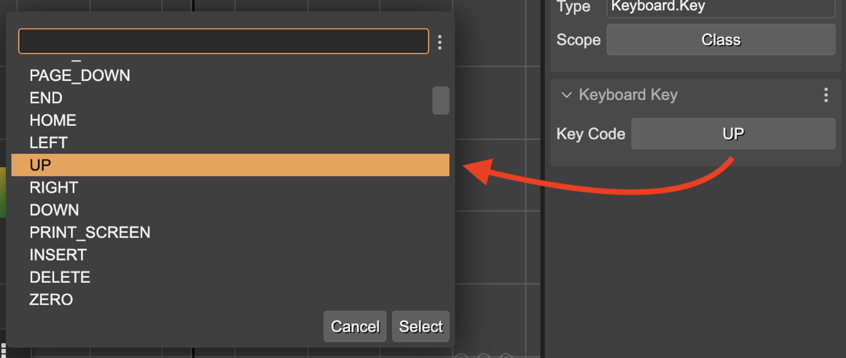 PAGE_DOWN
END
HOME
LEFT
UP
RIGHT
DOWN
PRINT_SCREEN
INSERT
DELETE
ZERO
Cancel Select
Type Keyboard.Key
Scope Class
Keyboard Key
Key Code UP